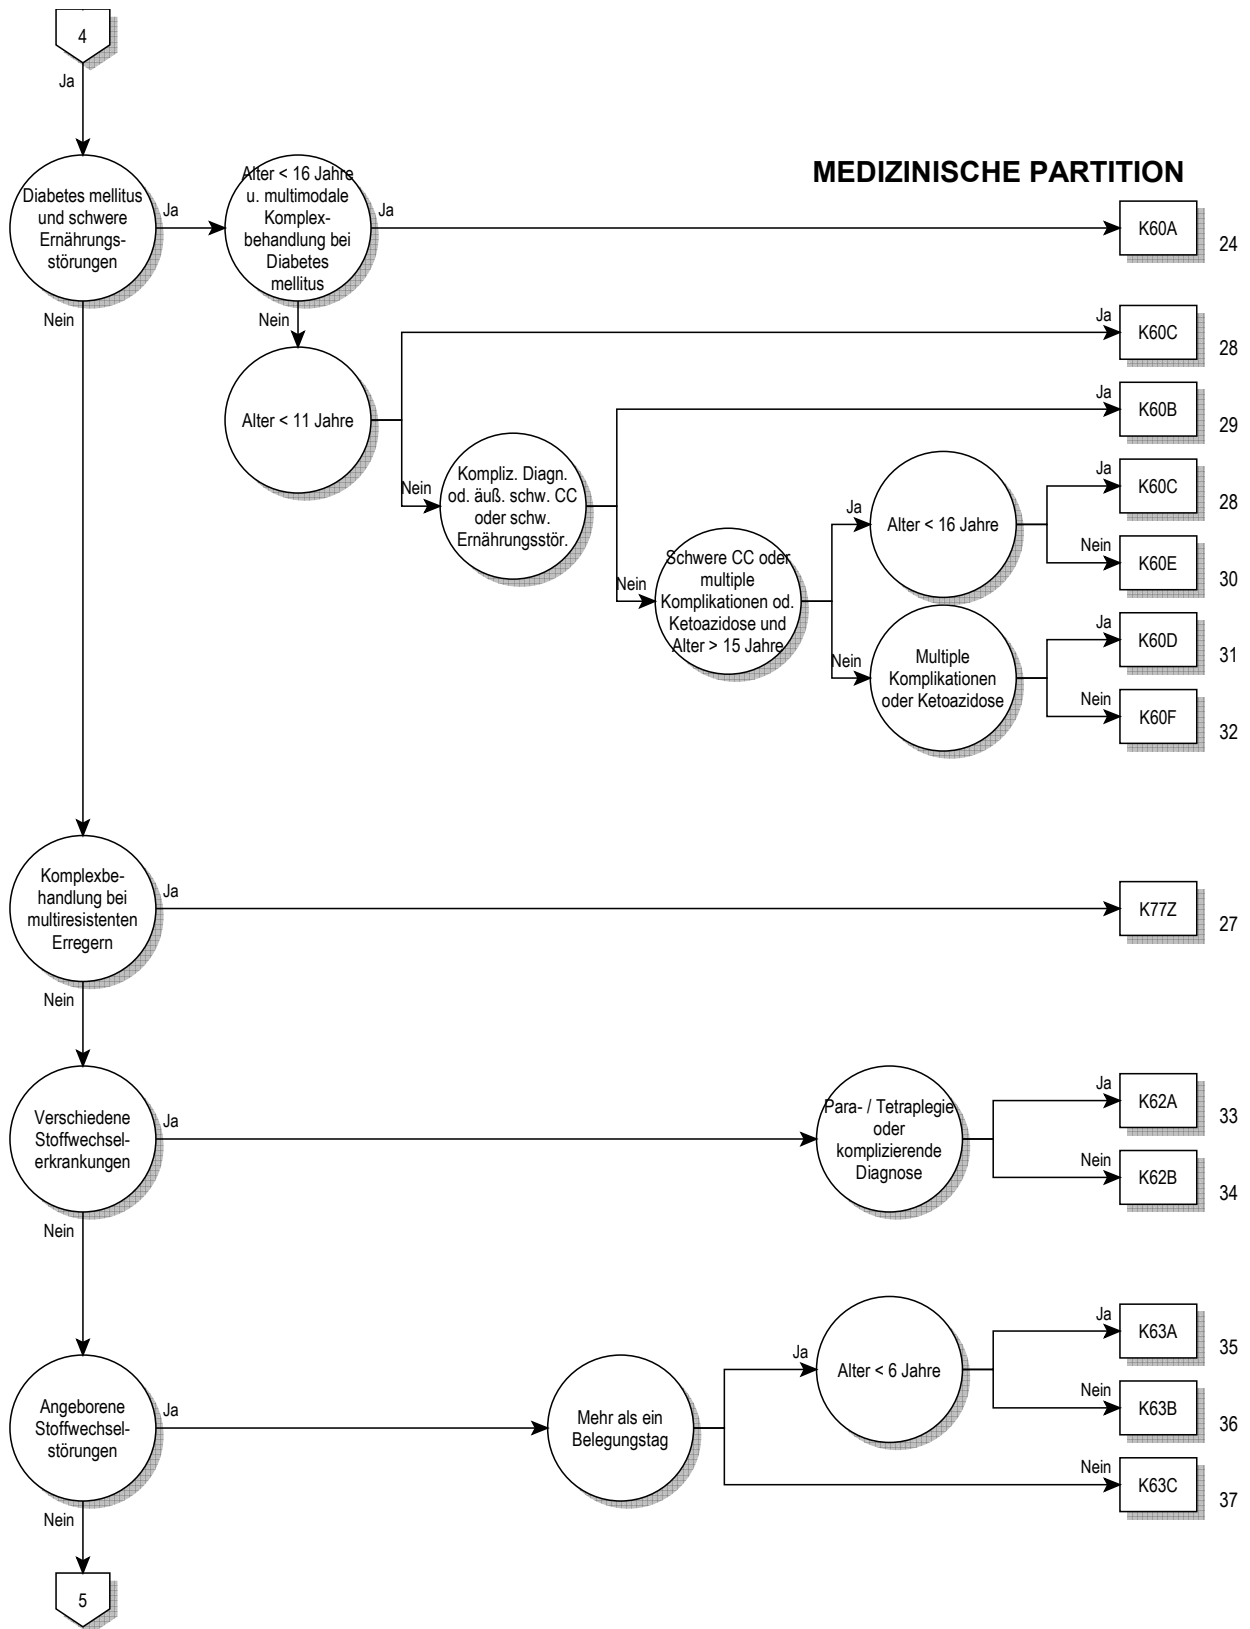 4
Ja
MEDIZINISCHE PARTITION
Diabetes mellitus
und schwere
Ernährungs-
störungen
Ja
Alter < 16 Jahre
u. multimodale
Komplex-
behandlung bei
Diabetes
mellitus
Ja
K60A
24
Nein
Nein
Alter < 11 Jahre
Ja
K60C
28
Nein
Kompliz. Diagn.
od. äuß. schw. CC
oder schw.
Ernährungsstör.
Ja
K60B
29
Nein
Schwere CC oder
multiple
Komplikationen od.
Ketoazidose und
Alter > 15 Jahre
Ja
Alter < 16 Jahre
Ja
K60C
28
Nein
K60E
30
Nein
Multiple
Komplikationen
oder Ketoazidose
Ja
K60D
31
Nein
K60F
32
Komplexbe-
handlung bei
multiresistenten
Erregern
Ja
K77Z
27
Nein
Verschiedene
Stoffwechsel-
erkrankungen
Ja
Para- / Tetraplegie
oder
komplizierende
Diagnose
Ja
K62A
33
Nein
K62B
34
Nein
Angeborene
Stoffwechsel-
störungen
Ja
Mehr als ein
Belegungstag
Ja
Alter < 6 Jahre
Ja
K63A
35
Nein
K63B
36
Nein
K63C
37
Nein
5